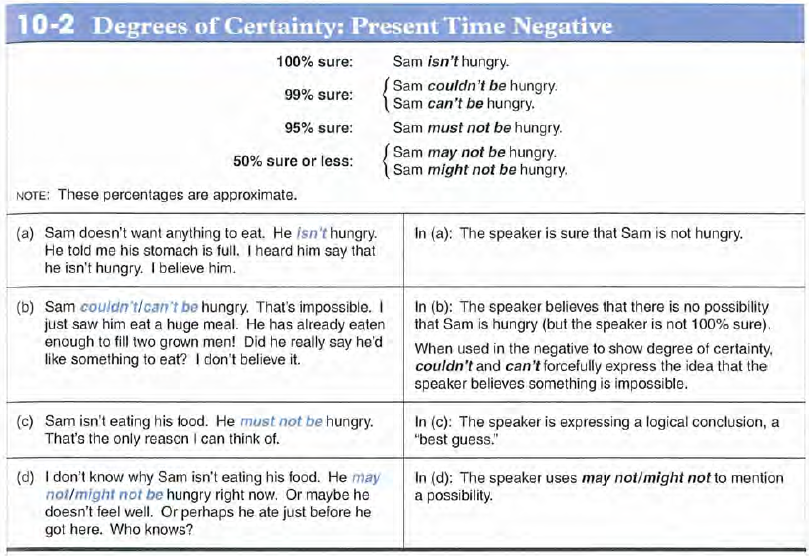 10-2 Degrees of Certainty: Present Time Negative
100% sure: Sam isn't hungry.
99% sure: { Sam couldn't be hungry.
Sam can't be hungry.
95% sure: Sam must not be hungry.
50% sure or less: { Sam may not be hungry.
Sam might not be hungry.
NOTE: These percentages are approximate.
(a) Sam doesn't want anything to eat. He isn't hungry.
He told me his stomach is full. I heard him say that
he isn't hungry. I believe him.
In (a): The speaker is sure that Sam is not hungry.
(b) Sam couldn't/can't be hungry. That's impossible. I
just saw him eat a huge meal. He has already eaten
enough to fill two grown men! Did he really say he'd
like something to eat? I don't believe it.
In (b): The speaker believes that there is no possibility
that Sam is hungry (but the speaker is not 100% sure).
When used in the negative to show degree of certainty,
couldn't and can't forcefully express the idea that the
speaker believes something is impossible.
(c) Sam isn't eating his food. He must not be hungry.
That's the only reason I can think of.
In (c): The speaker is expressing a logical conclusion, a
"best guess."
(d) I don't know why Sam isn't eating his food. He may
not/might not be hungry right now. Or maybe he
doesn't feel well. Or perhaps he ate just before he
got here. Who knows?
In (d): The speaker uses may not/might not to mention
a possibility.